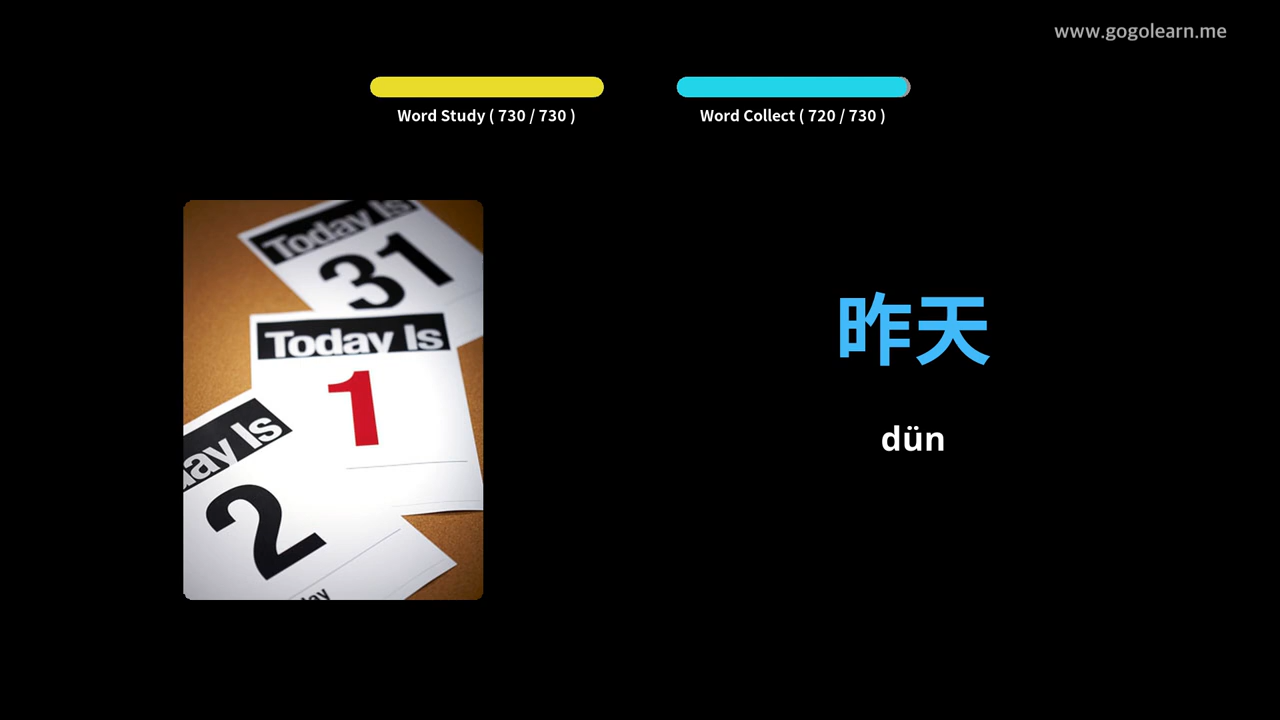 www.gogolearn.me
Word Study ( 730 / 730 )
Word Collect ( 720 / 730 )
Today Is
31
Today Is
1
day Is
2
昨天
dün